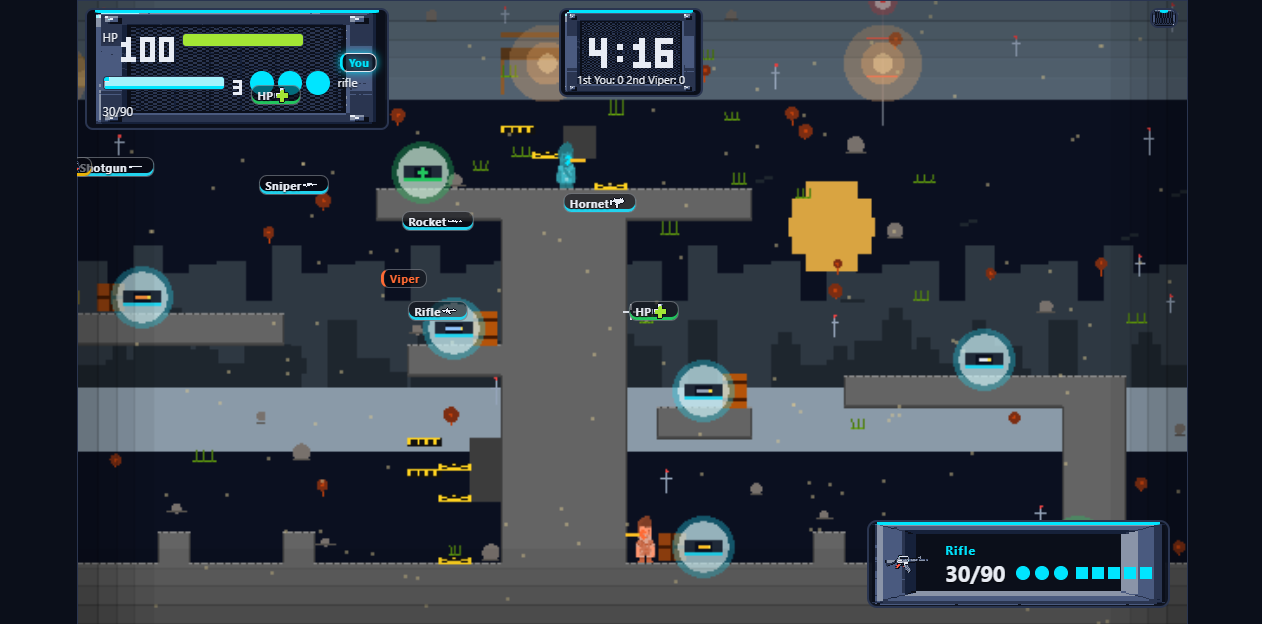 HP
100
You
3
rifle
HP
30/90
4:16
1st You: 0 2nd Viper: 0
Shotgun
Sniper
Hornet
Rocket
Viper
Rifle
HP
Rifle
30/90